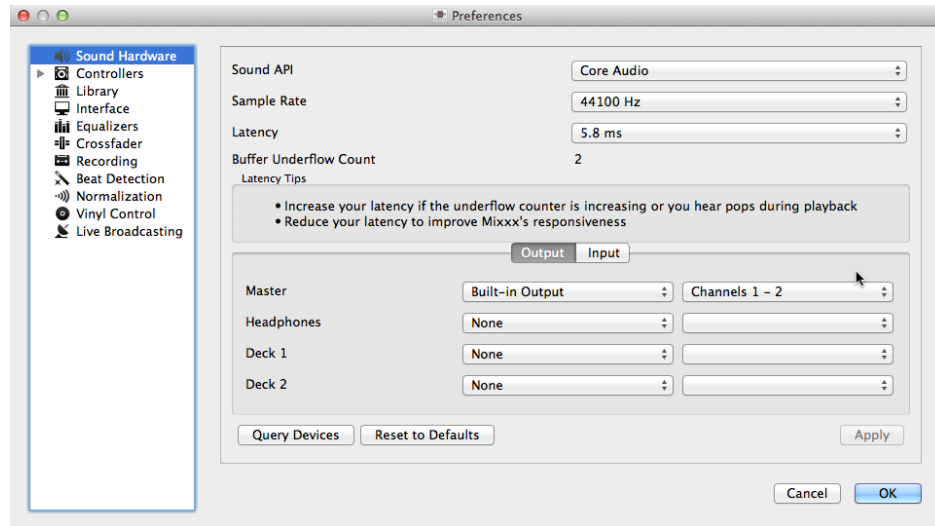 Preferences
Sound Hardware
Controllers
Library
Interface
Equalizers
Crossfader
Recording
Beat Detection
Normalization
Vinyl Control
Live Broadcasting
Sound API
Core Audio
Sample Rate
44100 Hz
Latency
5.8 ms
Buffer Underflow Count
2
Latency Tips
• Increase your latency if the underflow counter is increasing or you hear pops during playback
• Reduce your latency to improve Mixxx's responsiveness
Output Input
Master
Built-in Output
Channels 1 – 2
Headphones
None
Deck 1
None
Deck 2
None
Query Devices
Reset to Defaults
Apply
Cancel
OK